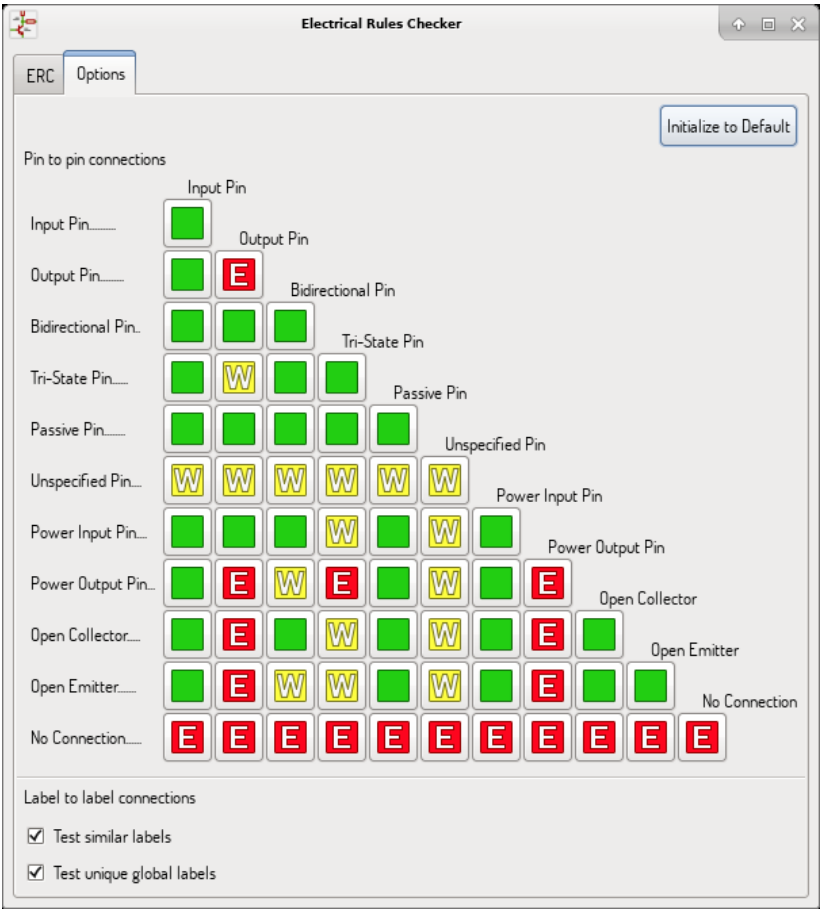 Electrical Rules Checker
ERC Options
Initialize to Default
Pin to pin connections
Input Pin
Input Pin.........
Output Pin
Output Pin........ E
Bidirectional Pin
Bidirectional Pin..
Tri-State Pin
Tri-State Pin...... W
Passive Pin
Passive Pin........
Unspecified Pin
Unspecified Pin.... W W W W W W
Power Input Pin
Power Input Pin.... W W
Power Output Pin
Power Output Pin... E W E W E
Open Collector
Open Collector..... E W W E
Open Emitter
Open Emitter....... E W W W E
No Connection
No Connection...... E E E E E E E E E E E
Label to label connections
Test similar labels
Test unique global labels